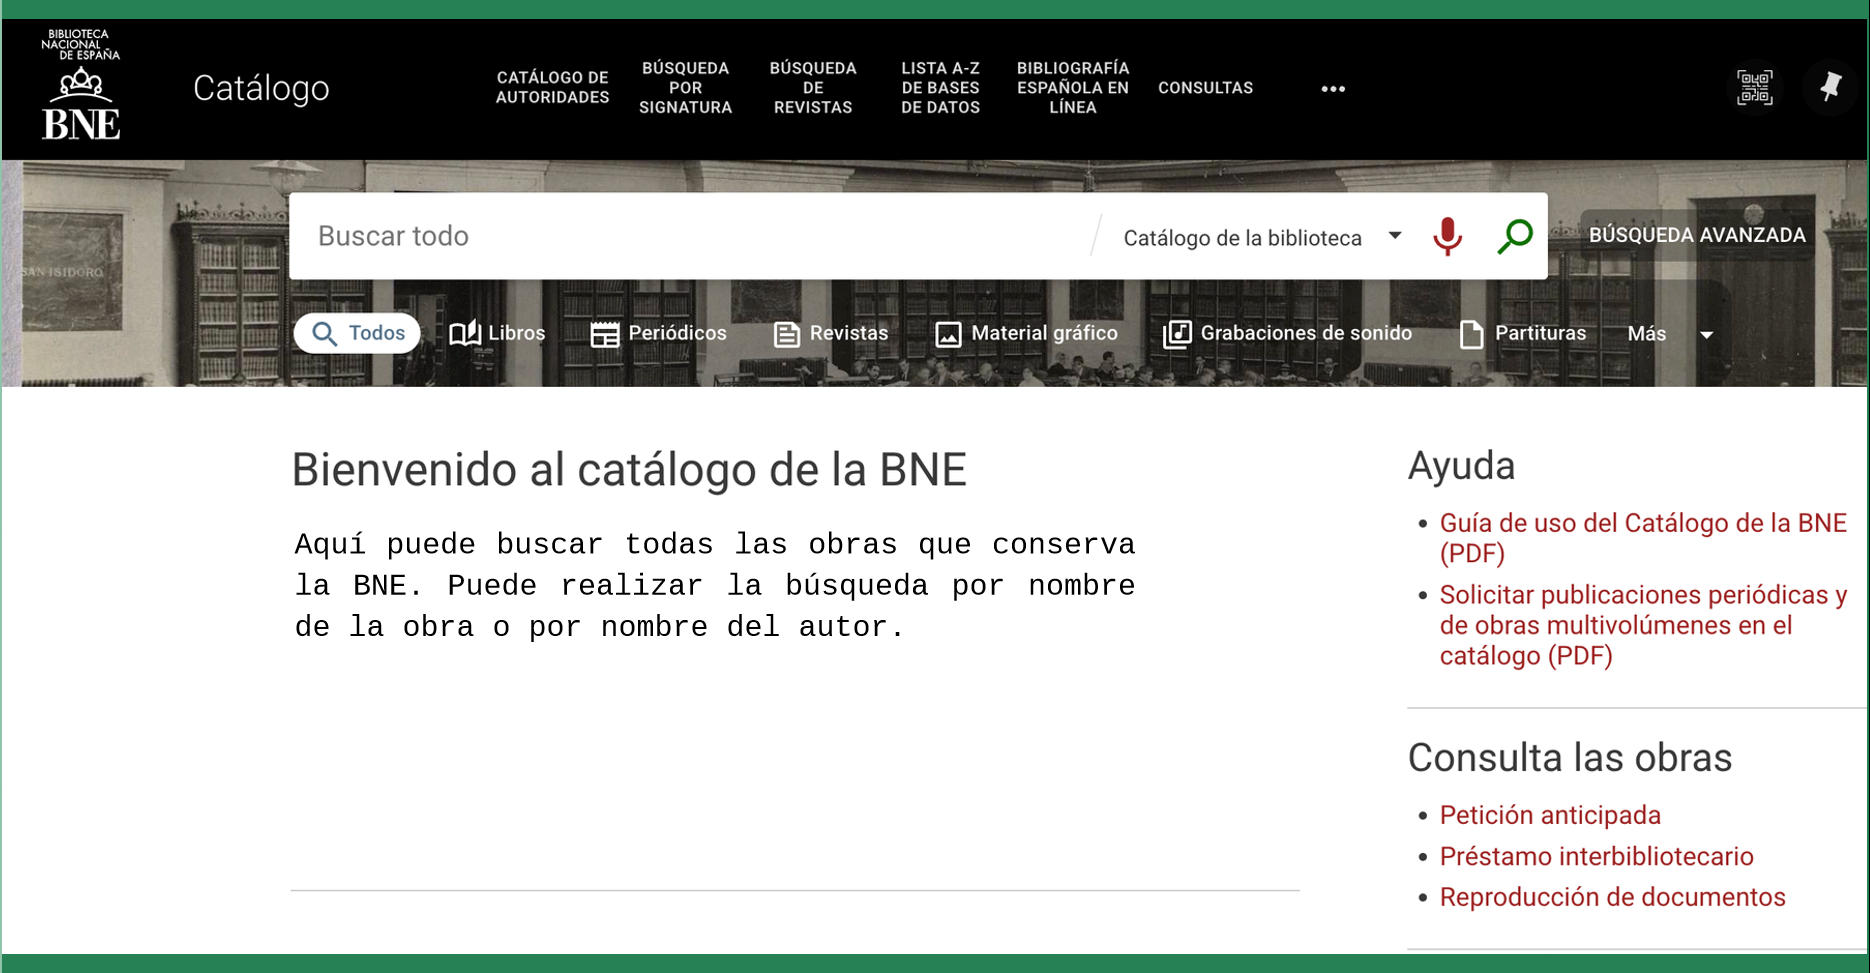 BIBLIOTECA
NACIONAL
DE ESPAÑA
BNE
Catálogo
CATÁLOGO DE
AUTORIDADES
BÚSQUEDA
POR
SIGNATURA
BÚSQUEDA
DE
REVISTAS
LISTA A-Z
DE BASES
DE DATOS
BIBLIOGRAFÍA
ESPAÑOLA EN
LÍNEA
CONSULTAS
Buscar todo
Catálogo de la biblioteca
BÚSQUEDA AVANZADA
SAN ISIDORO
Todos
Libros
Periódicos
Revistas
Material gráfico
Grabaciones de sonido
Partituras
Más
Bienvenido al catálogo de la BNE
Aquí puede buscar todas las obras que conserva
la BNE. Puede realizar la búsqueda por nombre
de la obra o por nombre del autor.
Ayuda
• Guía de uso del Catálogo de la BNE
(PDF)
• Solicitar publicaciones periódicas y
de obras multivolúmenes en el
catálogo (PDF)
Consulta las obras
• Petición anticipada
• Préstamo interbibliotecario
• Reproducción de documentos